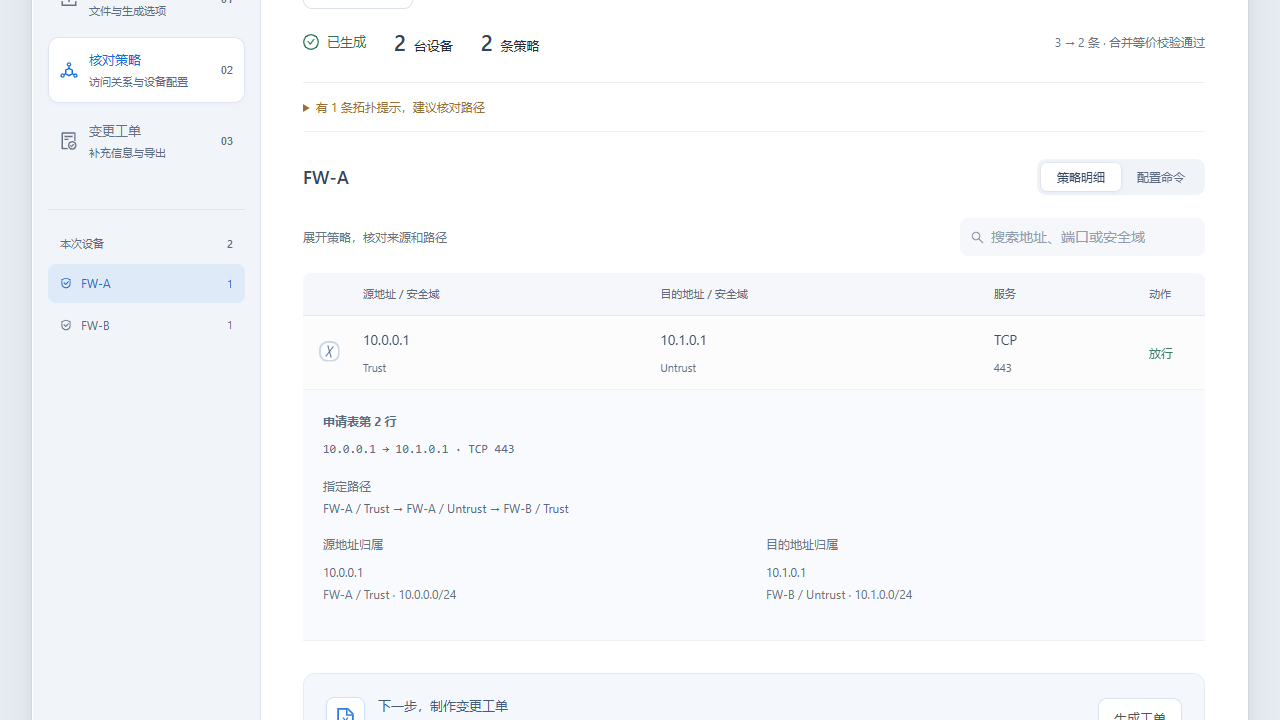 文件与生成选项
核对策略
访问关系与设备配置
02
变更工单
补充信息与导出
03
本次设备
2
FW-A
1
FW-B
1
已生成
2 台设备
2 条策略
3 → 2 条 · 合并等价校验通过
有 1 条拓扑提示，建议核对路径
FW-A
策略明细
配置命令
展开策略，核对来源和路径
搜索地址、端口或安全域
源地址 / 安全域
目的地址 / 安全域
服务
动作
10.0.0.1
Trust
10.1.0.1
Untrust
TCP
443
放行
申请表第 2 行
10.0.0.1 → 10.1.0.1 · TCP 443
指定路径
FW-A / Trust → FW-A / Untrust → FW-B / Trust
源地址归属
10.0.0.1
FW-A / Trust · 10.0.0.0/24
目的地址归属
10.1.0.1
FW-B / Untrust · 10.1.0.0/24
下一步，制作变更工单
生成工单